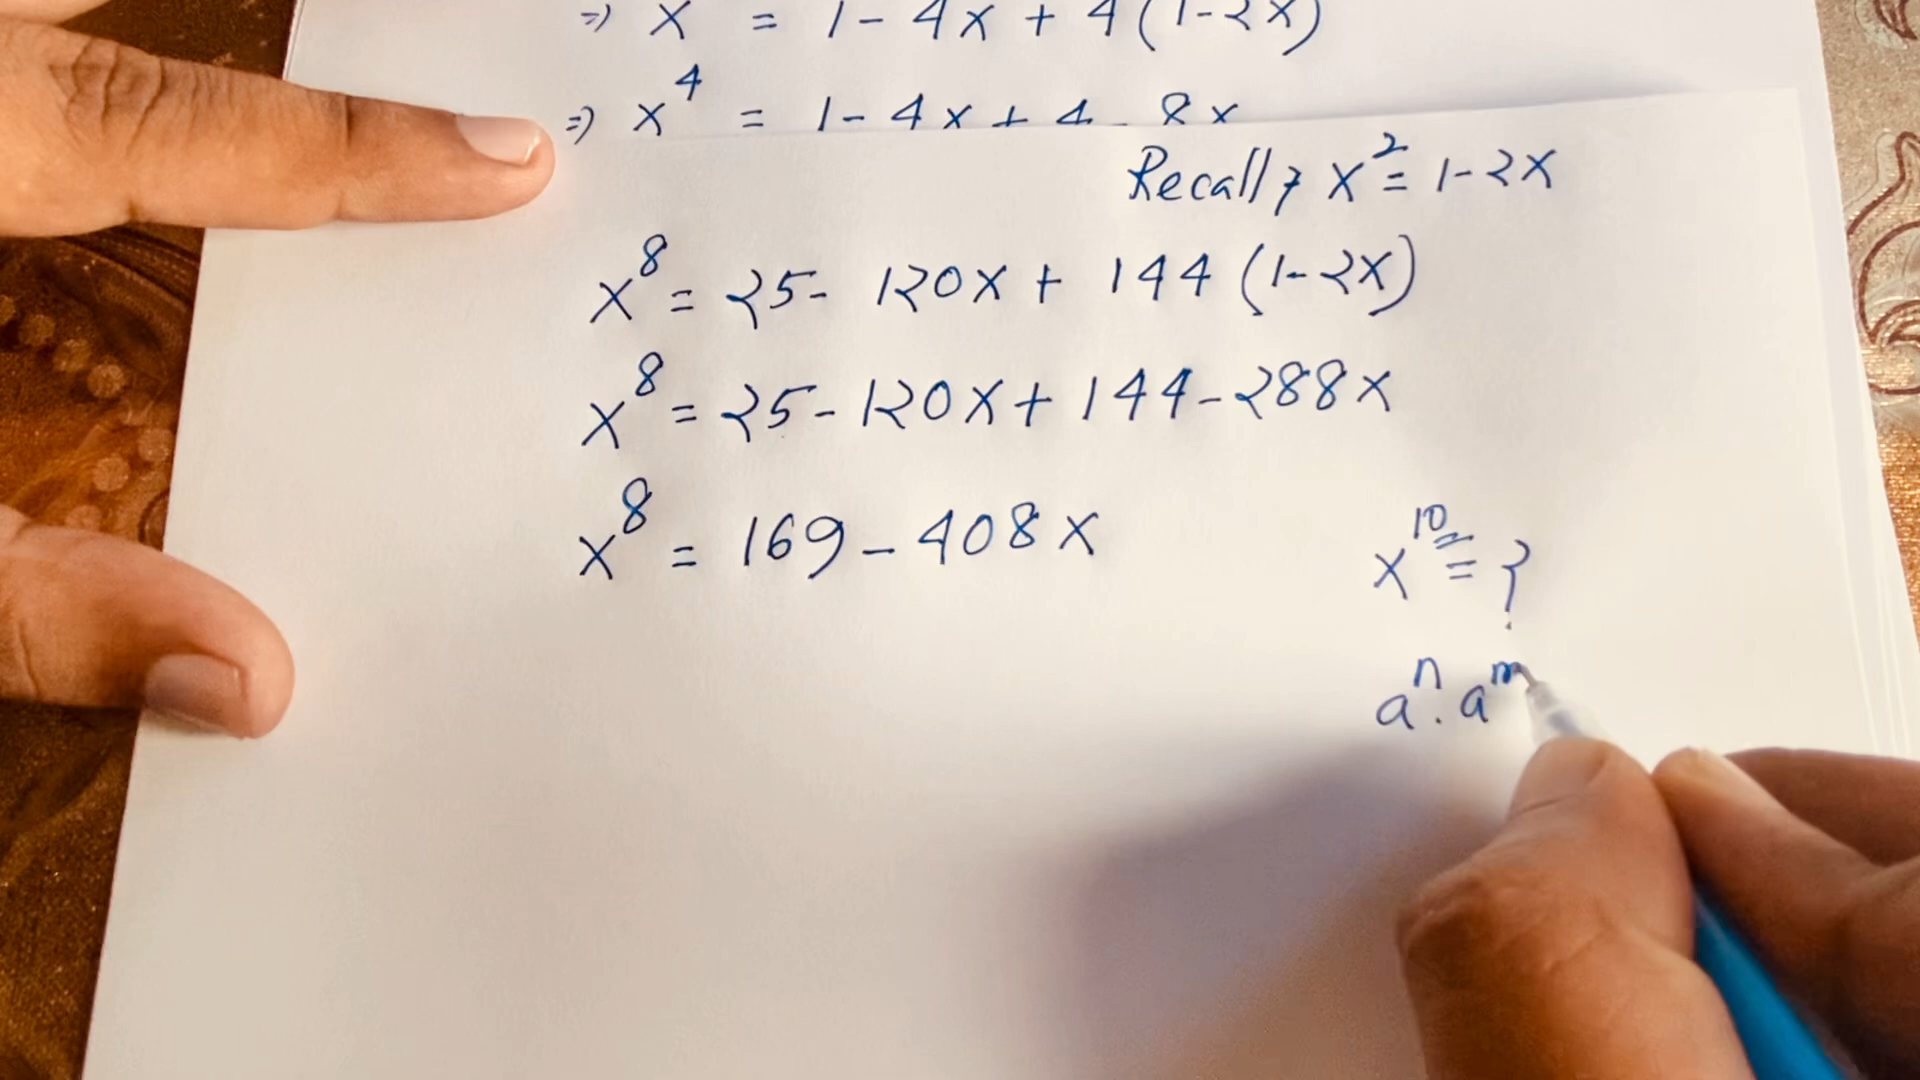 => x = 1 - 4x + 4(1-2x)
=> x⁴ = 1 - 4x + 4 - 8x
Recall, x² = 1-2x
x⁸ = 25 - 120x + 144(1-2x)
x⁸ = 25 - 120x + 144 - 288x
x⁸ = 169 - 408x
x¹⁰ = ?
aⁿ . aᵐ